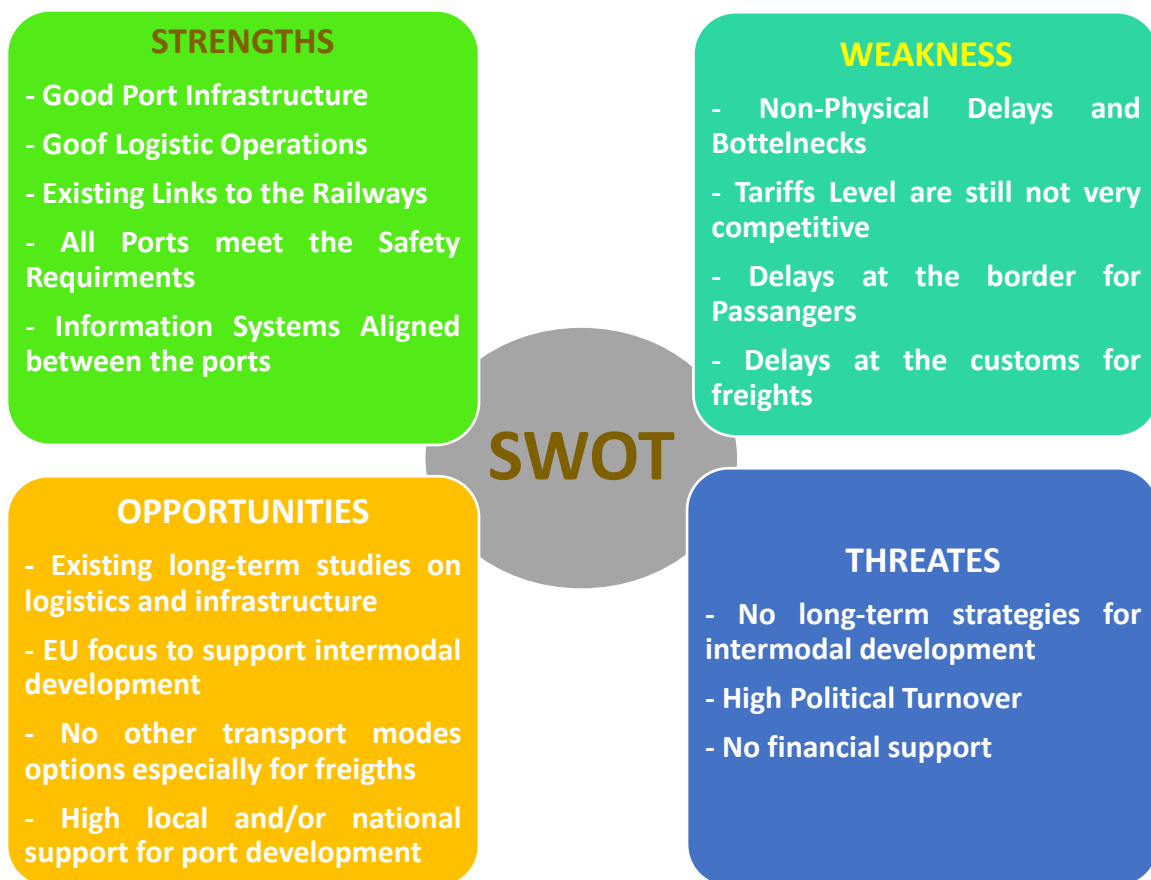 STRENGTHS
- Good Port Infrastructure
- Goof Logistic Operations
- Existing Links to the Railways
- All Ports meet the Safety
Requirments
- Information Systems Aligned
between the ports
WEAKNESS
- Non-Physical Delays and
Bottelnecks
- Tariffs Level are still not very
competitive
- Delays at the border for
Passangers
- Delays at the customs for
freights
SWOT
OPPORTUNITIES
- Existing long-term studies on
logistics and infrastructure
- EU focus to support intermodal
development
- No other transport modes
options especially for freigths
- High local and/or national
support for port development
THREATES
- No long-term strategies for
intermodal development
- High Political Turnover
- No financial support